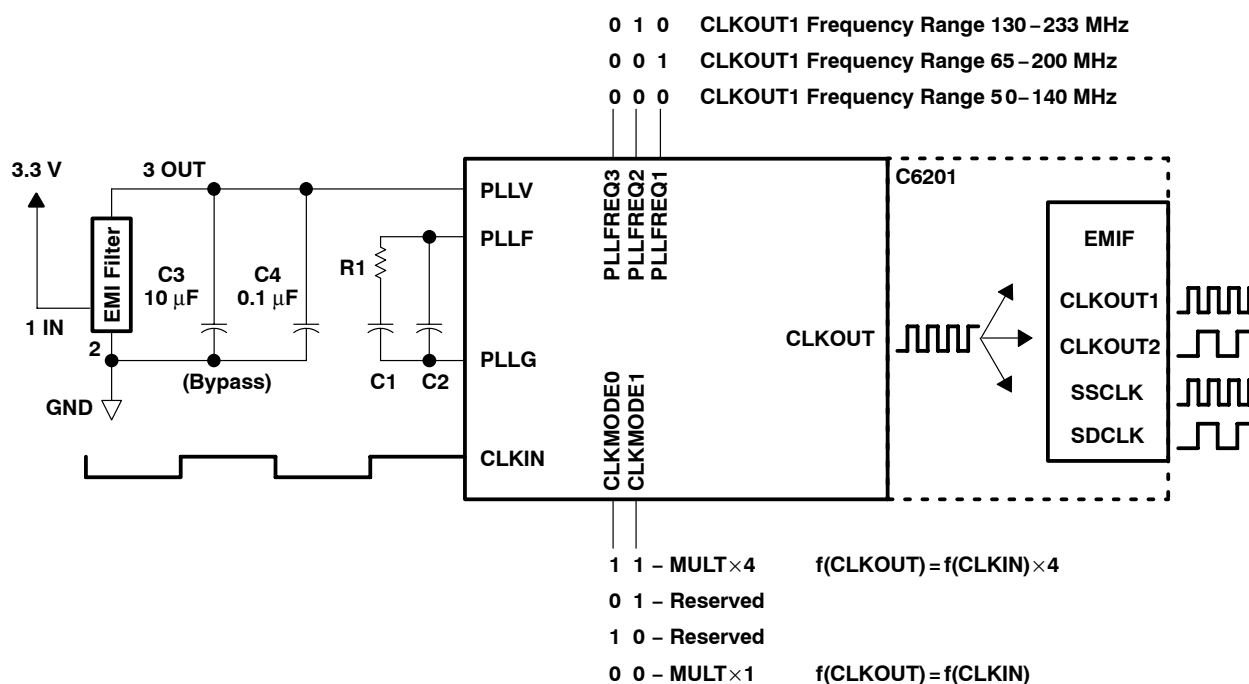 0 1 0 CLKOUT1 Frequency Range 130–233 MHz
0 0 1 CLKOUT1 Frequency Range 65–200 MHz
0 0 0 CLKOUT1 Frequency Range 50–140 MHz
3.3 V
3 OUT
EMI Filter
1 IN
2
GND
C3
10 µF
C4
0.1 µF
(Bypass)
R1
C1
C2
PLLV
PLLF
PLLG
CLKIN
PLLFREQ3
PLLFREQ2
PLLFREQ1
CLKMODE0
CLKMODE1
CLKOUT
C6201
EMIF
CLKOUT1
CLKOUT2
SSCLK
SDCLK
1 1 – MULT×4 f(CLKOUT)=f(CLKIN)×4
0 1 – Reserved
1 0 – Reserved
0 0 – MULT×1 f(CLKOUT)=f(CLKIN)